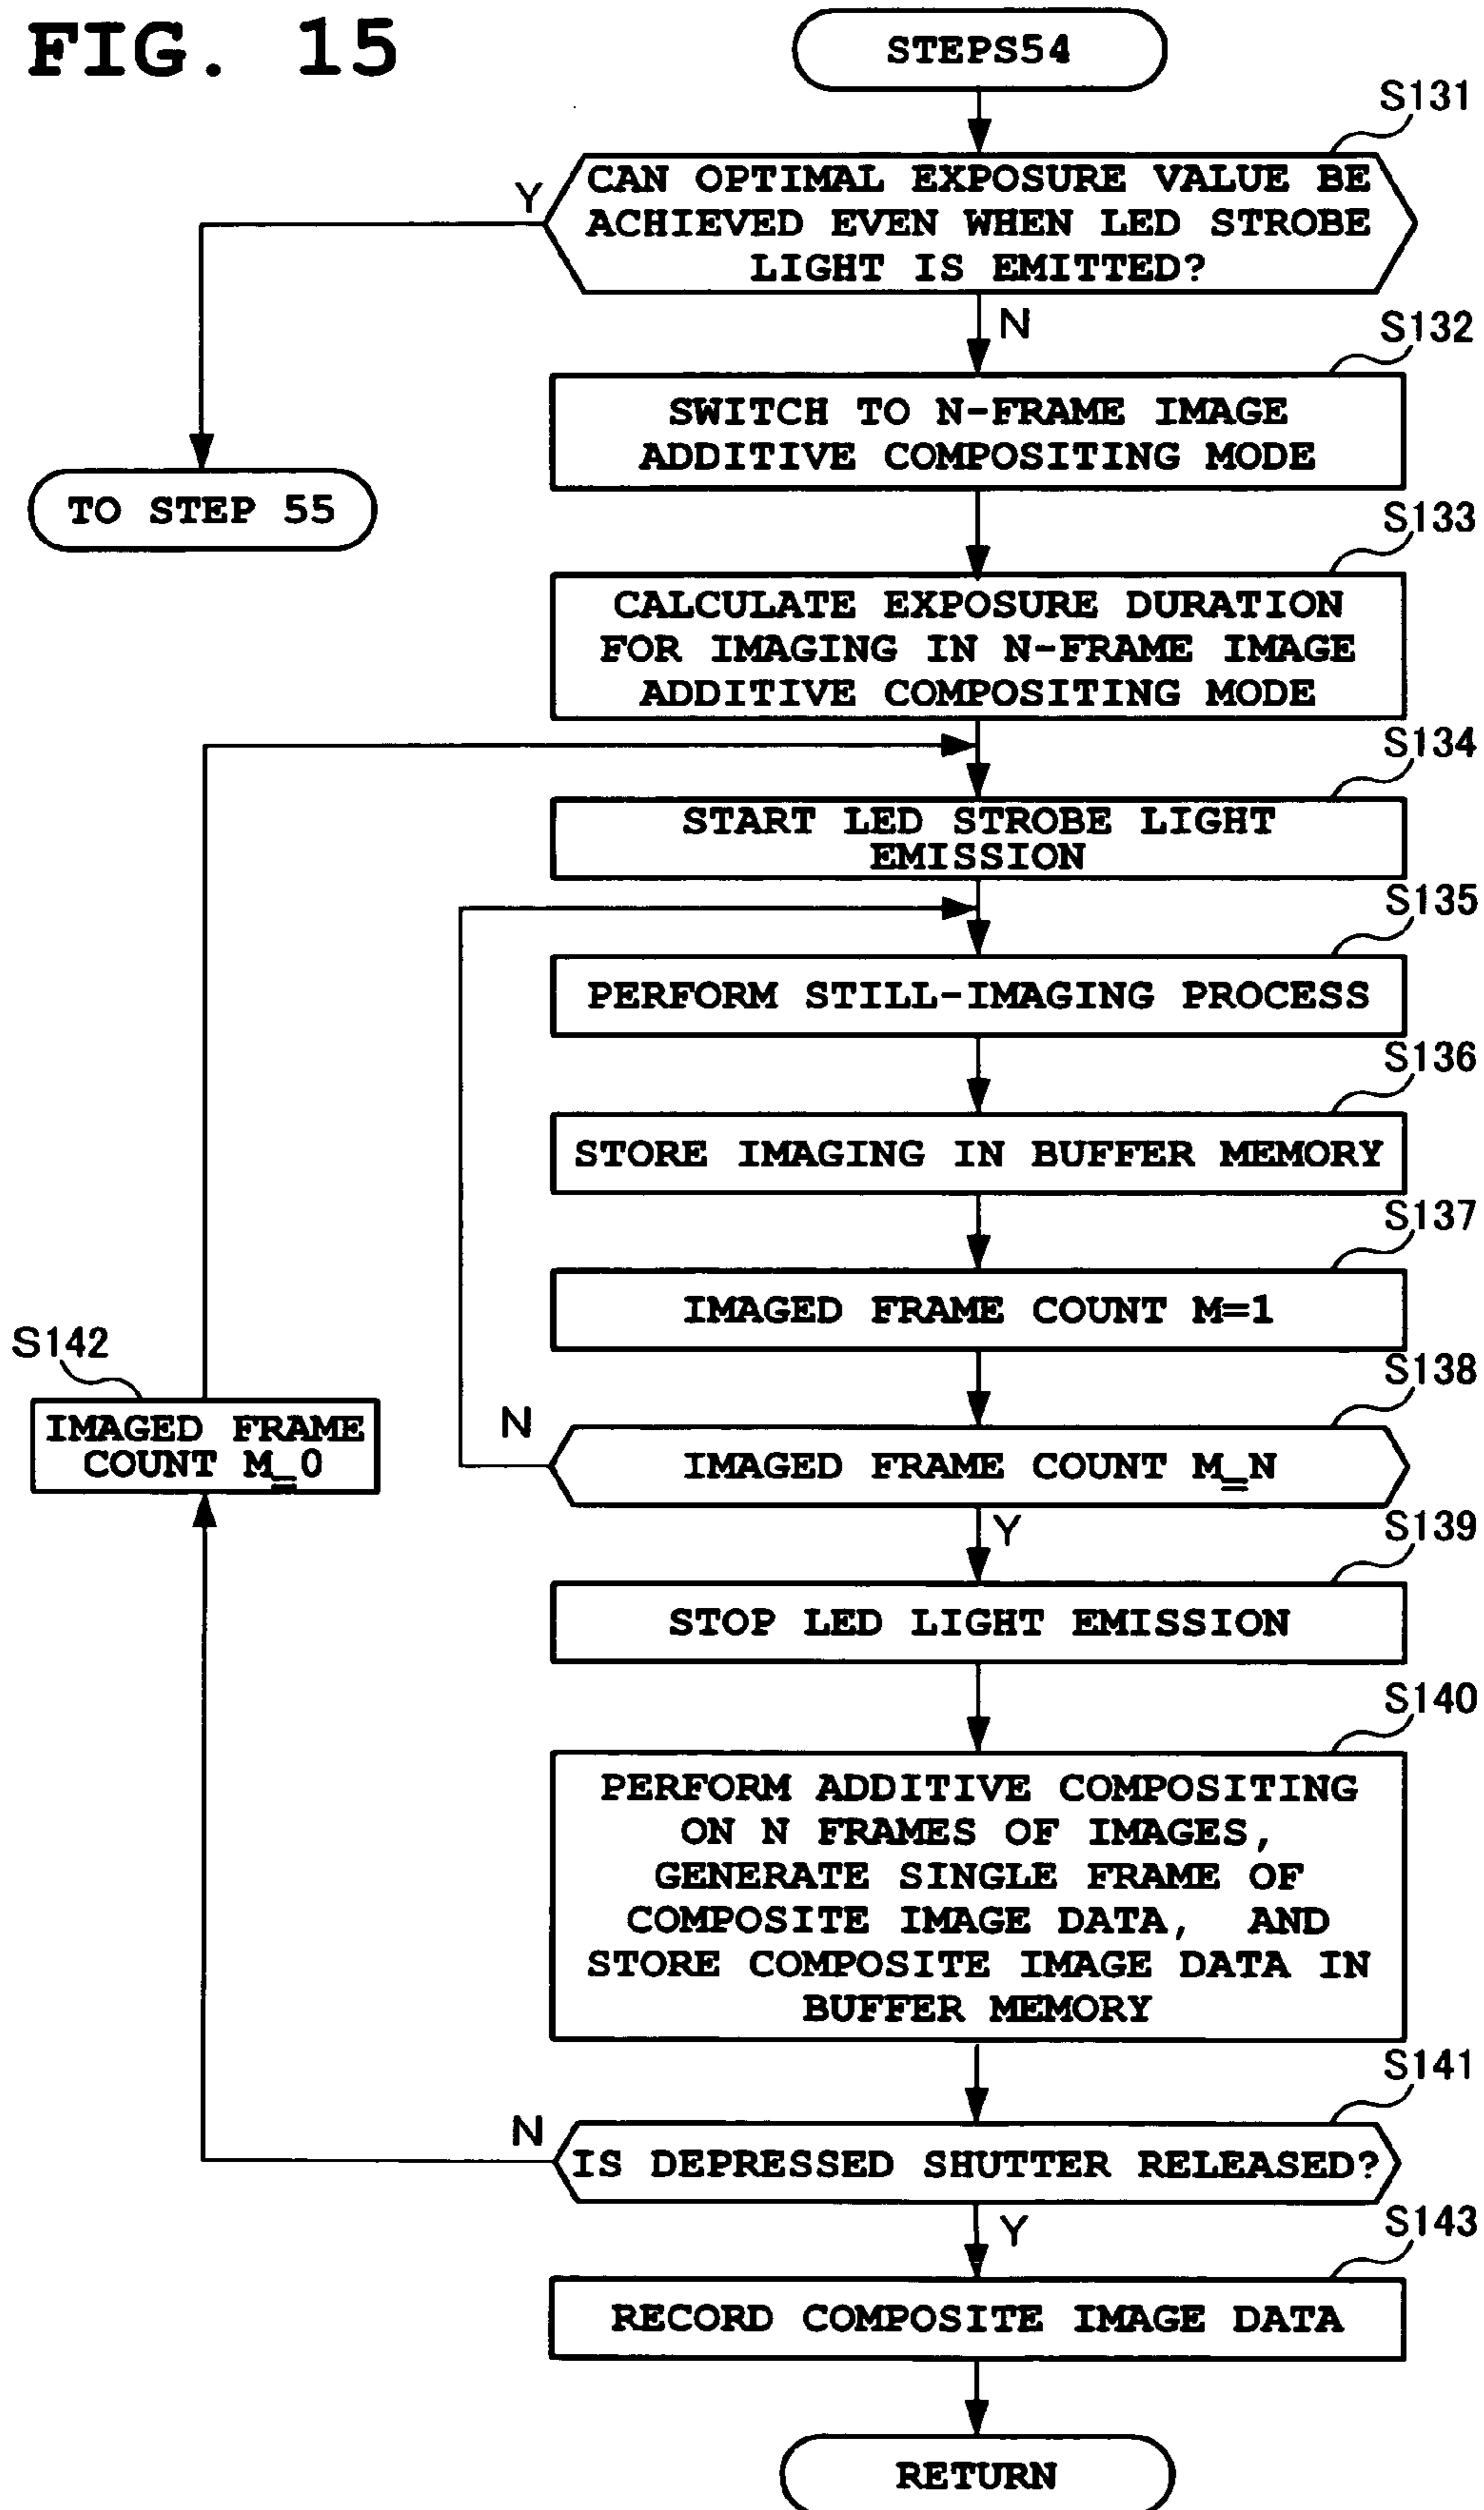 FIG. 15
STEPS54
S131
CAN OPTIMAL EXPOSURE VALUE BE
ACHIEVED EVEN WHEN LED STROBE
LIGHT IS EMITTED?
Y
N
TO STEP 55
S132
SWITCH TO N-FRAME IMAGE
ADDITIVE COMPOSITING MODE
S133
CALCULATE EXPOSURE DURATION
FOR IMAGING IN N-FRAME IMAGE
ADDITIVE COMPOSITING MODE
S134
START LED STROBE LIGHT
EMISSION
S135
PERFORM STILL-IMAGING PROCESS
S136
STORE IMAGING IN BUFFER MEMORY
S137
IMAGED FRAME COUNT M=1
S138
IMAGED FRAME COUNT M=N
N
Y
S142
IMAGED FRAME
COUNT M=0
S139
STOP LED LIGHT EMISSION
S140
PERFORM ADDITIVE COMPOSITING
ON N FRAMES OF IMAGES,
GENERATE SINGLE FRAME OF
COMPOSITE IMAGE DATA, AND
STORE COMPOSITE IMAGE DATA IN
BUFFER MEMORY
S141
IS DEPRESSED SHUTTER RELEASED?
N
Y
S143
RECORD COMPOSITE IMAGE DATA
RETURN